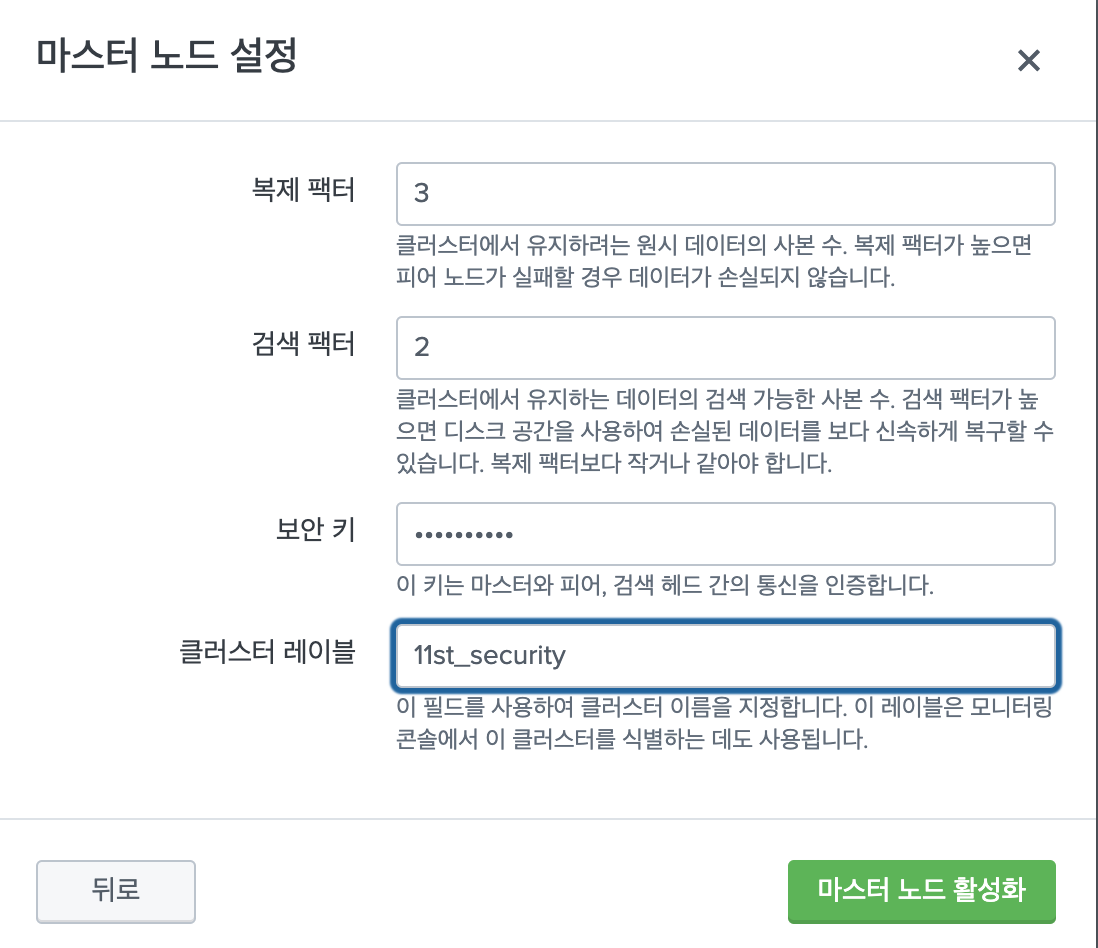 마스터 노드 설정
복제 팩터
3
클러스터에서 유지하려는 원시 데이터의 사본 수. 복제 팩터가 높으면
피어 노드가 실패할 경우 데이터가 손실되지 않습니다.
검색 팩터
2
클러스터에서 유지하는 데이터의 검색 가능한 사본 수. 검색 팩터가 높
으면 디스크 공간을 사용하여 손실된 데이터를 보다 신속하게 복구할 수
있습니다. 복제 팩터보다 작거나 같아야 합니다.
보안 키
••••••••••
이 키는 마스터와 피어, 검색 헤드 간의 통신을 인증합니다.
클러스터 레이블
11st_security
이 필드를 사용하여 클러스터 이름을 지정합니다. 이 레이블은 모니터링
콘솔에서 이 클러스터를 식별하는 데도 사용됩니다.
뒤로
마스터 노드 활성화